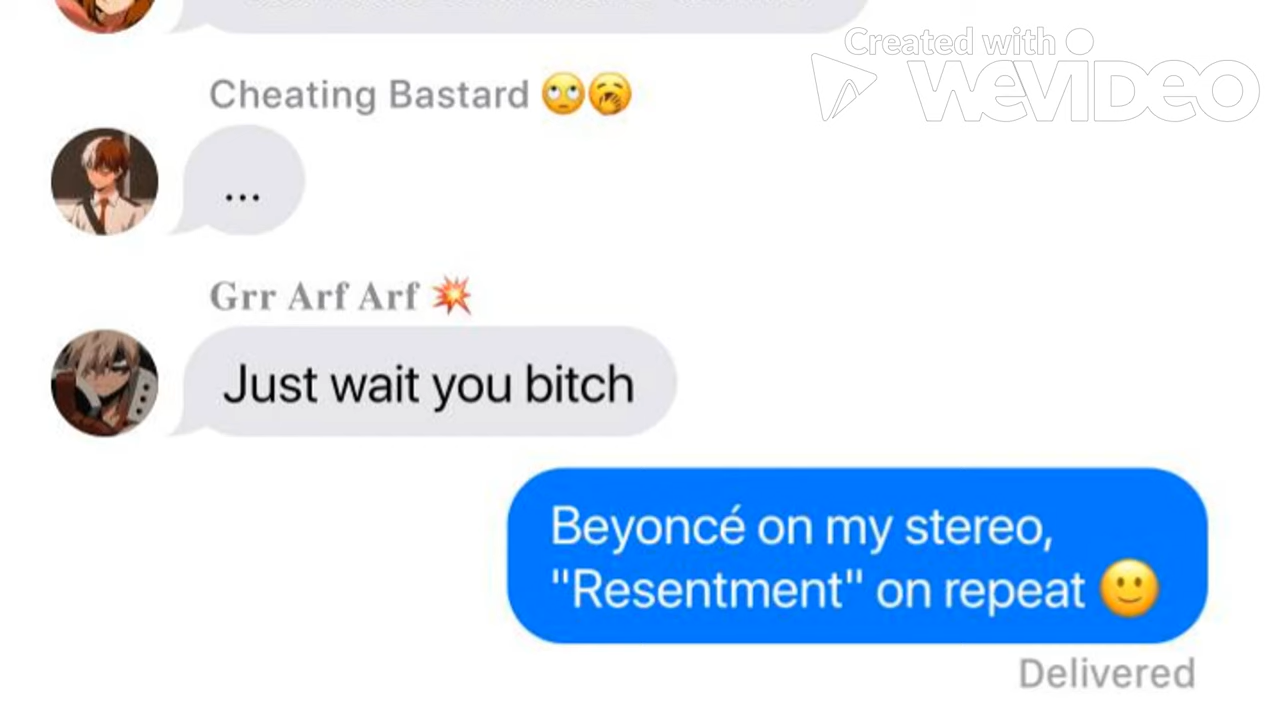 Created with
WEVIDEO
Cheating Bastard 🙄🥱
...
Grr Arf Arf 💥
Just wait you bitch
Beyoncé on my stereo,
"Resentment" on repeat 🙂
Delivered